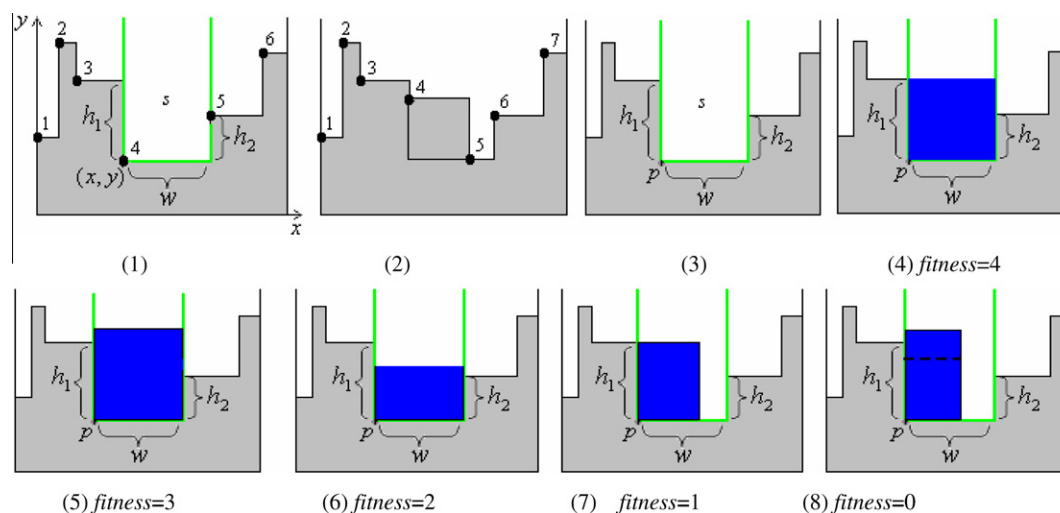 y
2
6
3
s
h₁
5
1
4
h₂
(x, y)
w
x
2
7
3
4
6
1
5
s
h₁
h₂
p
w
h₁
h₂
p
w
(1)
(2)
(3)
(4) fitness=4
h₁
h₂
p
w
h₁
h₂
p
w
h₁
h₂
p
w
h₁
h₂
p
w
(5) fitness=3
(6) fitness=2
(7) fitness=1
(8) fitness=0